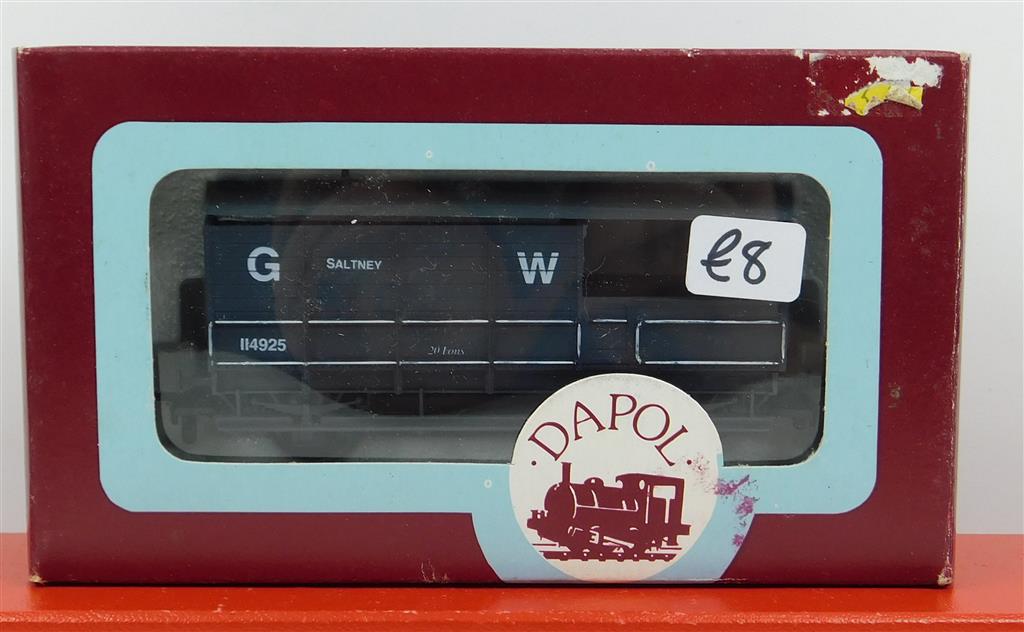 G SALTNEY W
£8
114925 20 Tons
· DAPOL ·